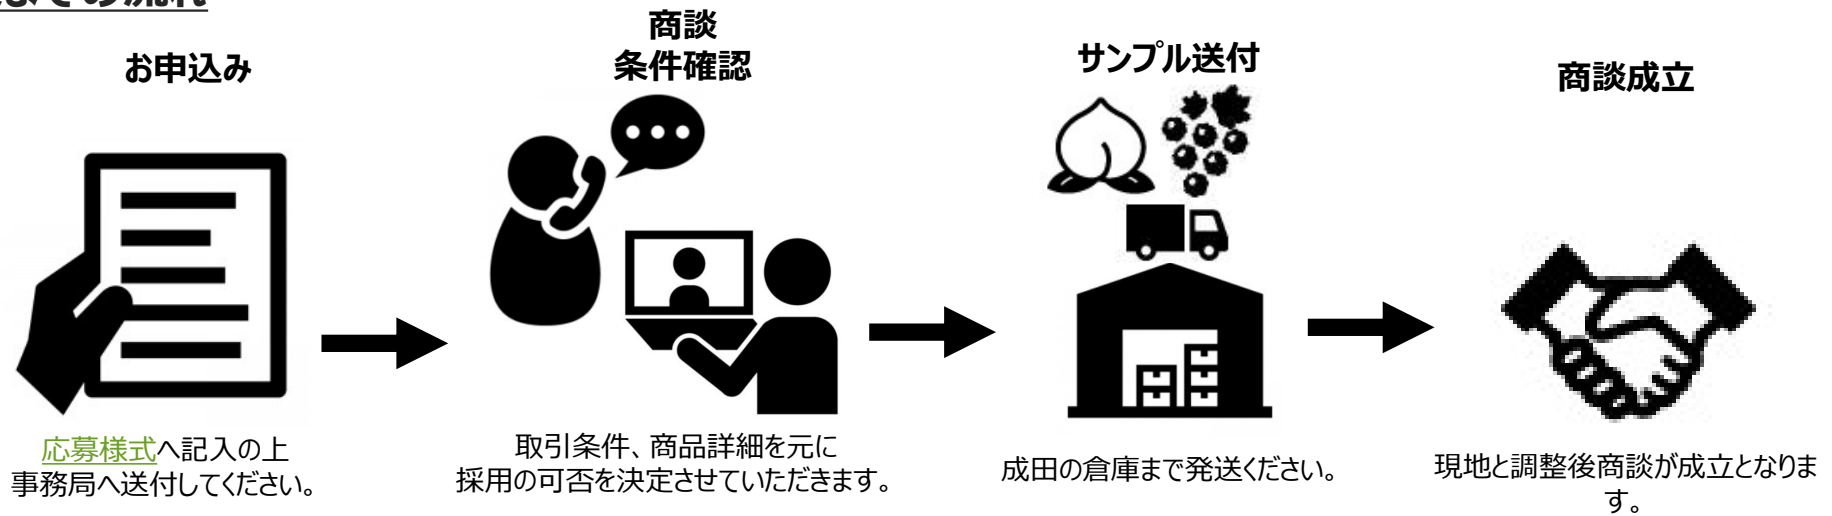 までの流れ
お申込み
応募様式へ記入の上
事務局へ送付してください。
商談
条件確認
取引条件、商品詳細を元に
採用の可否を決定させていただきます。
サンプル送付
成田の倉庫まで発送ください。
商談成立
現地と調整後商談が成立となりま
す。